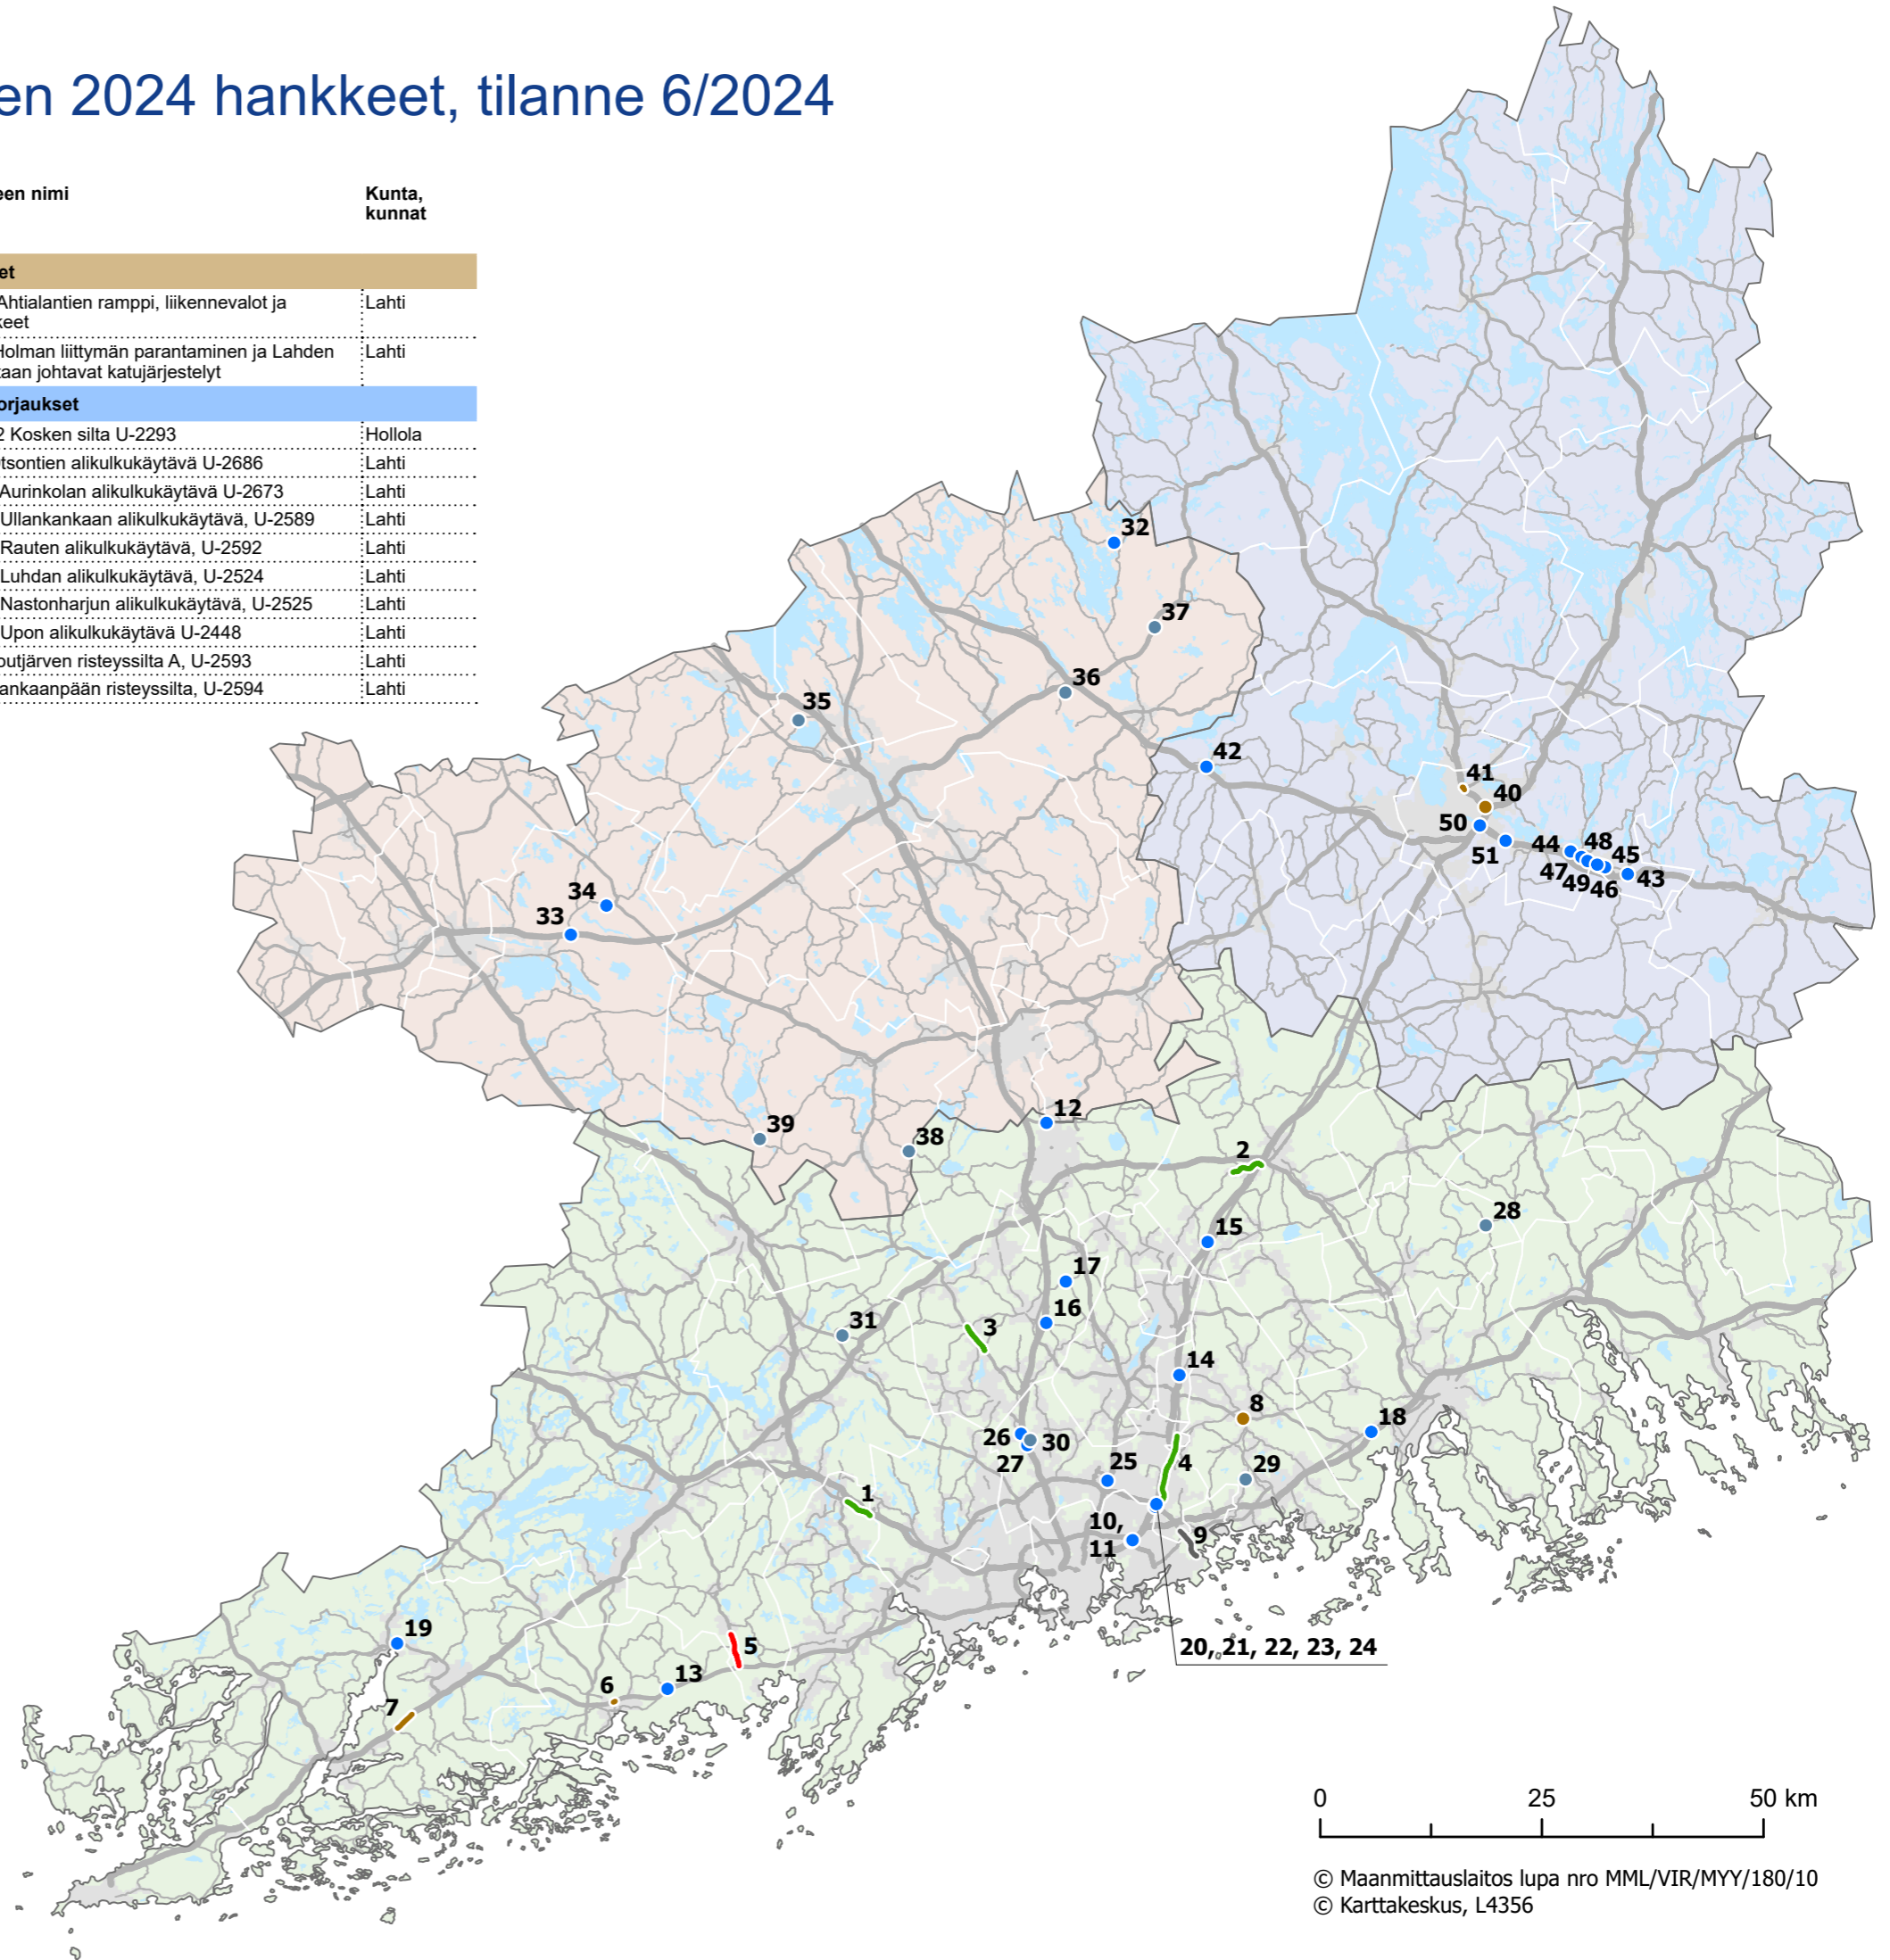 en 2024 hankkeet, tilanne 6/2024
een nimi
Kunta,
kunnat
et
Ahtialantien ramppi, liikennevalot ja
Lahti
keet
Holman liittymän parantaminen ja Lahden
Lahti
taan johtavat katujärjestelyt
orjaukset
2 Kosken silta U-2293
Hollola
tsontien alikulkukäytävä U-2686
Lahti
Aurinkolan alikulkukäytävä U-2673
Lahti
Ullankankaan alikulkukäytävä, U-2589
Lahti
Rauten alikulkukäytävä, U-2592
Lahti
Luhdan alikulkukäytävä, U-2524
Lahti
Nastonharjun alikulkukäytävä, U-2525
Lahti
Upon alikulkukäytävä U-2448
Lahti
outjärven risteyssilta A, U-2593
Lahti
ankaanpään risteyssilta, U-2594
Lahti
32
37
36
35
42
41
40
50
51
44
48
45
43
47
49
46
34
33
12
39
38
2
28
15
17
16
31
3
14
8
18
26
30
27
25
4
29
1
10,
11
9
20, 21, 22, 23, 24
19
5
13
6
7
0
25
50 km
© Maanmittauslaitos lupa nro MML/VIR/MYY/180/10
© Karttakeskus, L4356